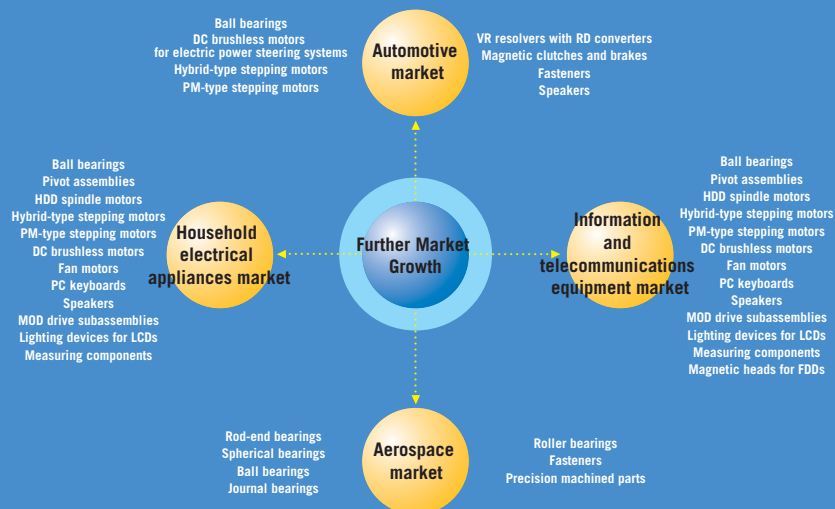 Ball bearings
DC brushless motors
for electric power steering systems
Hybrid-type stepping motors
PM-type stepping motors
Automotive
market
VR resolvers with RD converters
Magnetic clutches and brakes
Fasteners
Speakers
Ball bearings
Pivot assemblies
HDD spindle motors
Hybrid-type stepping motors
PM-type stepping motors
DC brushless motors
Fan motors
PC keyboards
Speakers
MOD drive subassemblies
Lighting devices for LCDs
Measuring components
Household
electrical
appliances market
Further Market
Growth
Information
and
telecommunications
equipment market
Ball bearings
Pivot assemblies
HDD spindle motors
Hybrid-type stepping motors
PM-type stepping motors
DC brushless motors
Fan motors
PC keyboards
Speakers
MOD drive subassemblies
Lighting devices for LCDs
Measuring components
Magnetic heads for FDDs
Rod-end bearings
Spherical bearings
Ball bearings
Journal bearings
Aerospace
market
Roller bearings
Fasteners
Precision machined parts